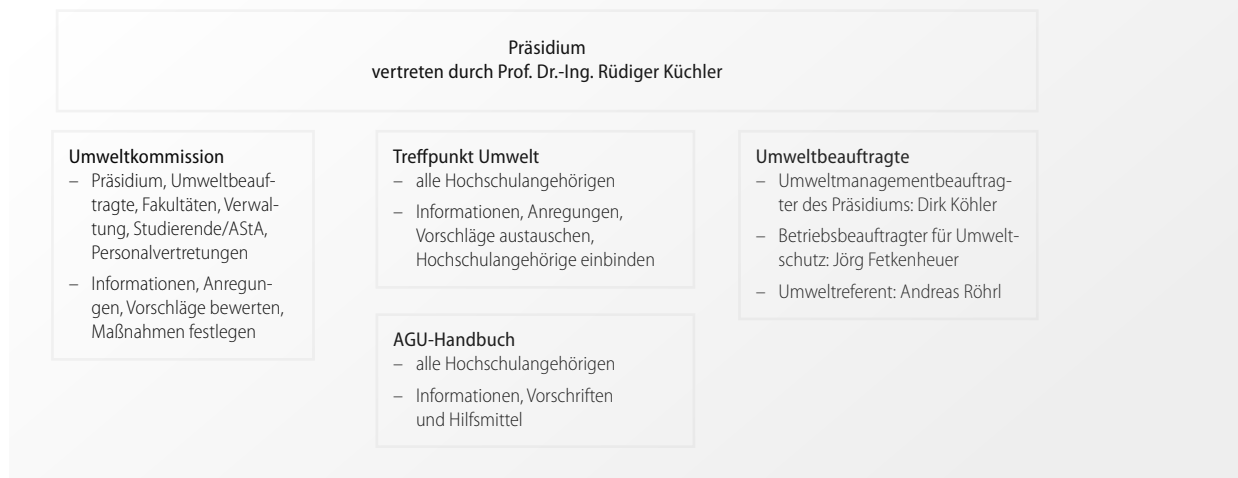 Präsidium
vertreten durch Prof. Dr.-Ing. Rüdiger Küchler
Umweltkommission
– Präsidium, Umweltbeauf-
tragte, Fakultäten, Verwal-
tung, Studierende/AStA,
Personalvertretungen
– Informationen, Anregun-
gen, Vorschläge bewerten,
Maßnahmen festlegen
Treffpunkt Umwelt
– alle Hochschulangehörigen
– Informationen, Anregungen,
Vorschläge austauschen,
Hochschulangehörige einbinden
AGU-Handbuch
– alle Hochschulangehörigen
– Informationen, Vorschriften
und Hilfsmittel
Umweltbeauftragte
– Umweltmanagementbeauftrag-
ter des Präsidiums: Dirk Köhler
– Betriebsbeauftragter für Umwelt-
schutz: Jörg Fetkenheuer
– Umweltreferent: Andreas Röhrl